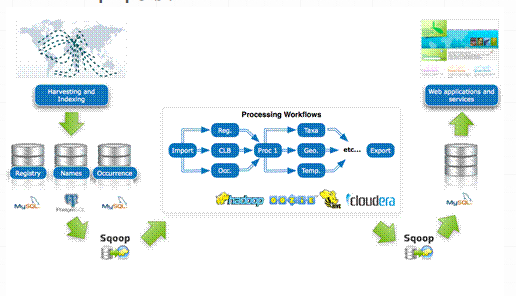 Harvesting and
Indexing
Registry
Names
Occurrence
MySQL
PostgreSQL
MySQL
Sqoop
Processing Workflows
Import
Reg.
CLB
Occ.
Proc 1
Taxa
Geo.
Temp.
etc...
Export
hadoop
cloudera
Web applications and
services
MySQL
Sqoop